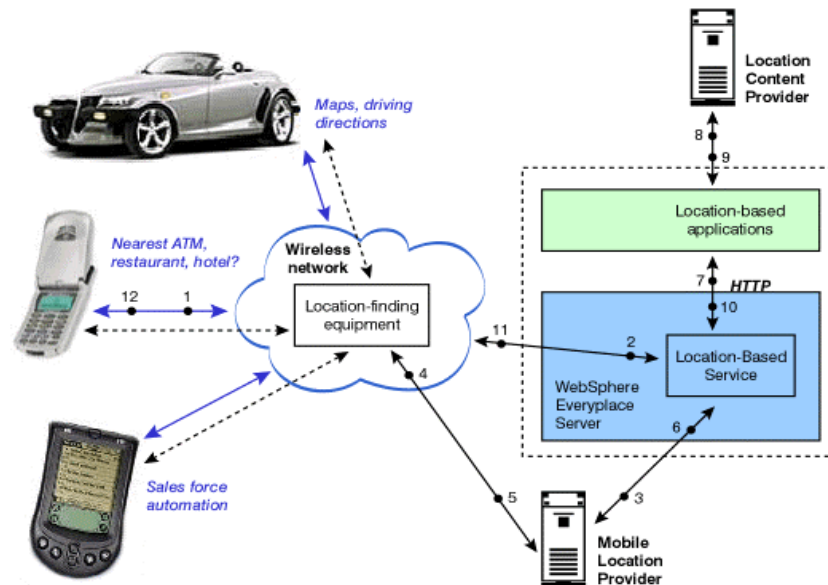 Location
Content
Provider
Maps, driving
directions
8
9
Location-based
applications
Nearest ATM,
restaurant, hotel?
Wireless
network
7
HTTP
12
1
Location-finding
equipment
10
11
2
Location-Based
Service
4
WebSphere
Everyplace
Server
6
Sales force
automation
5
3
Mobile
Location
Provider